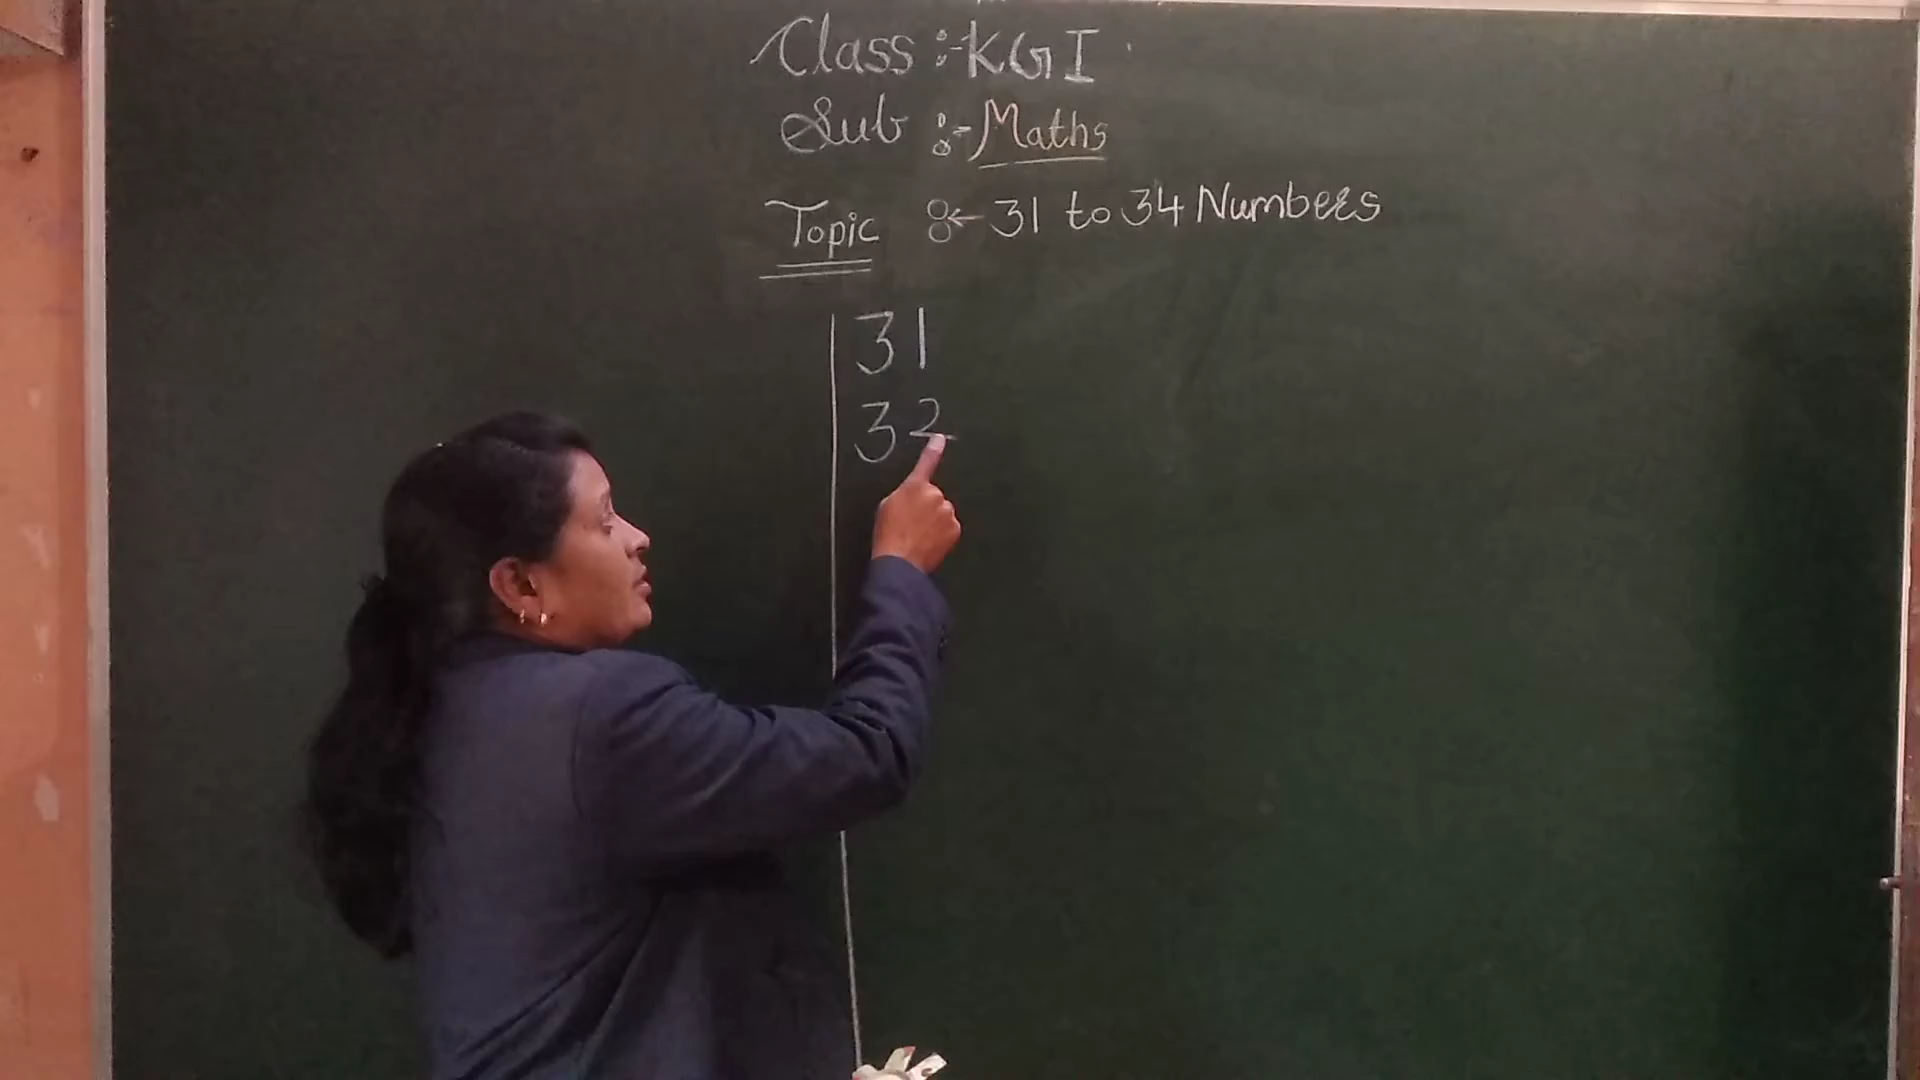 Class :- KG I
Sub :- Maths
Topic :- 31 to 34 Numbers
31
32